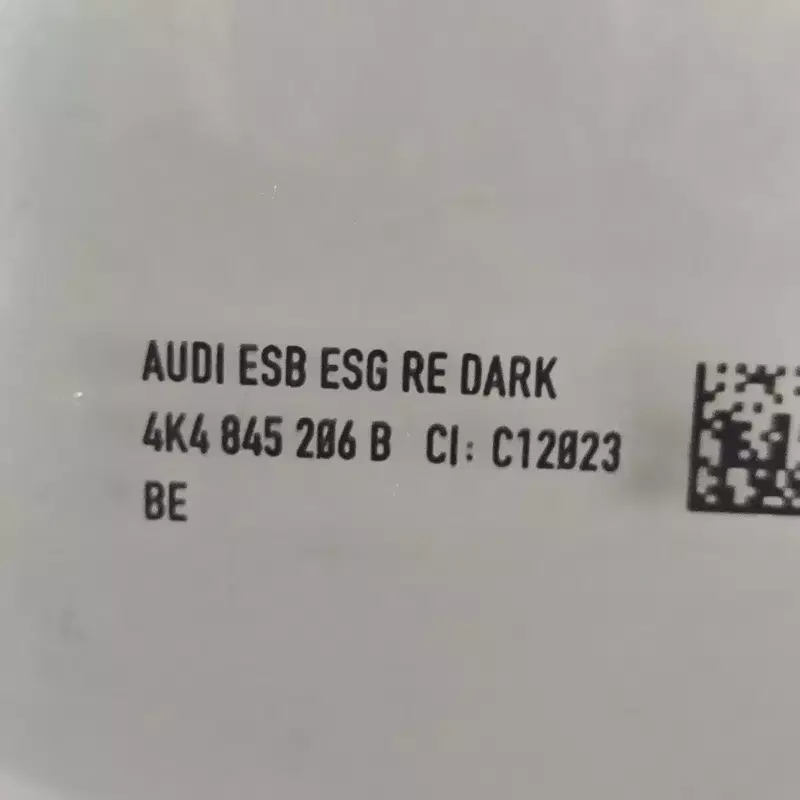 AUDI ESB ESG RE DARK
4K4 845 206 B CI: C12023
BE